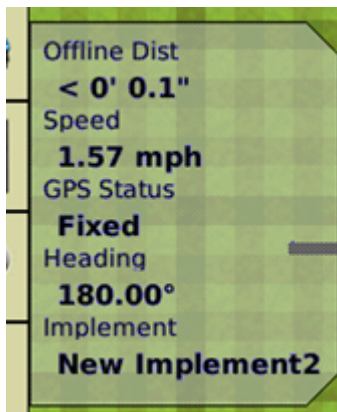 Offline Dist
< 0' 0.1"
Speed
1.57 mph
GPS Status
Fixed
Heading
180.00°
Implement
New Implement2